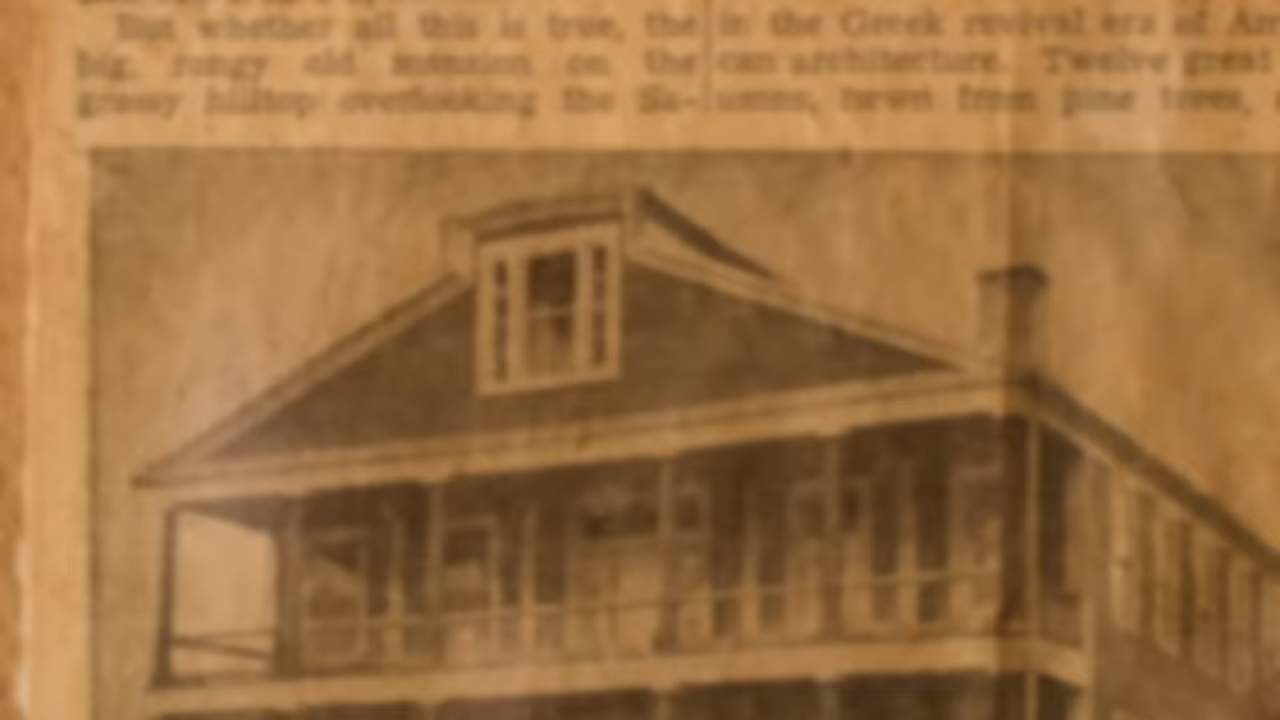 But whether all this is true, the
big, rangy old mansion on the
grassy hilltop overlooking the Sa-
in the Greek revival era of Am
can architecture. Twelve great
umns, hewn from pine trees,